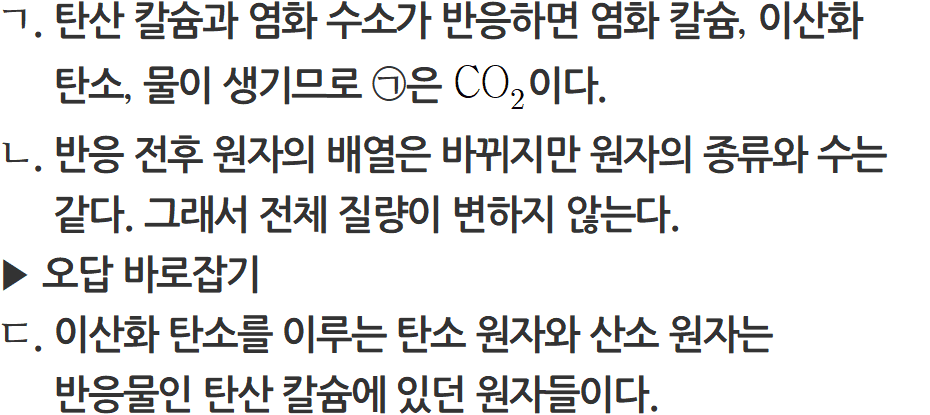 ㄱ. 탄산 칼슘과 염화 수소가 반응하면 염화 칼슘, 이산화
탄소, 물이 생기므로 ㉠은 CO₂이다.
ㄴ. 반응 전후 원자의 배열은 바뀌지만 원자의 종류와 수는
같다. 그래서 전체 질량이 변하지 않는다.
▶ 오답 바로잡기
ㄷ. 이산화 탄소를 이루는 탄소 원자와 산소 원자는
반응물인 탄산 칼슘에 있던 원자들이다.